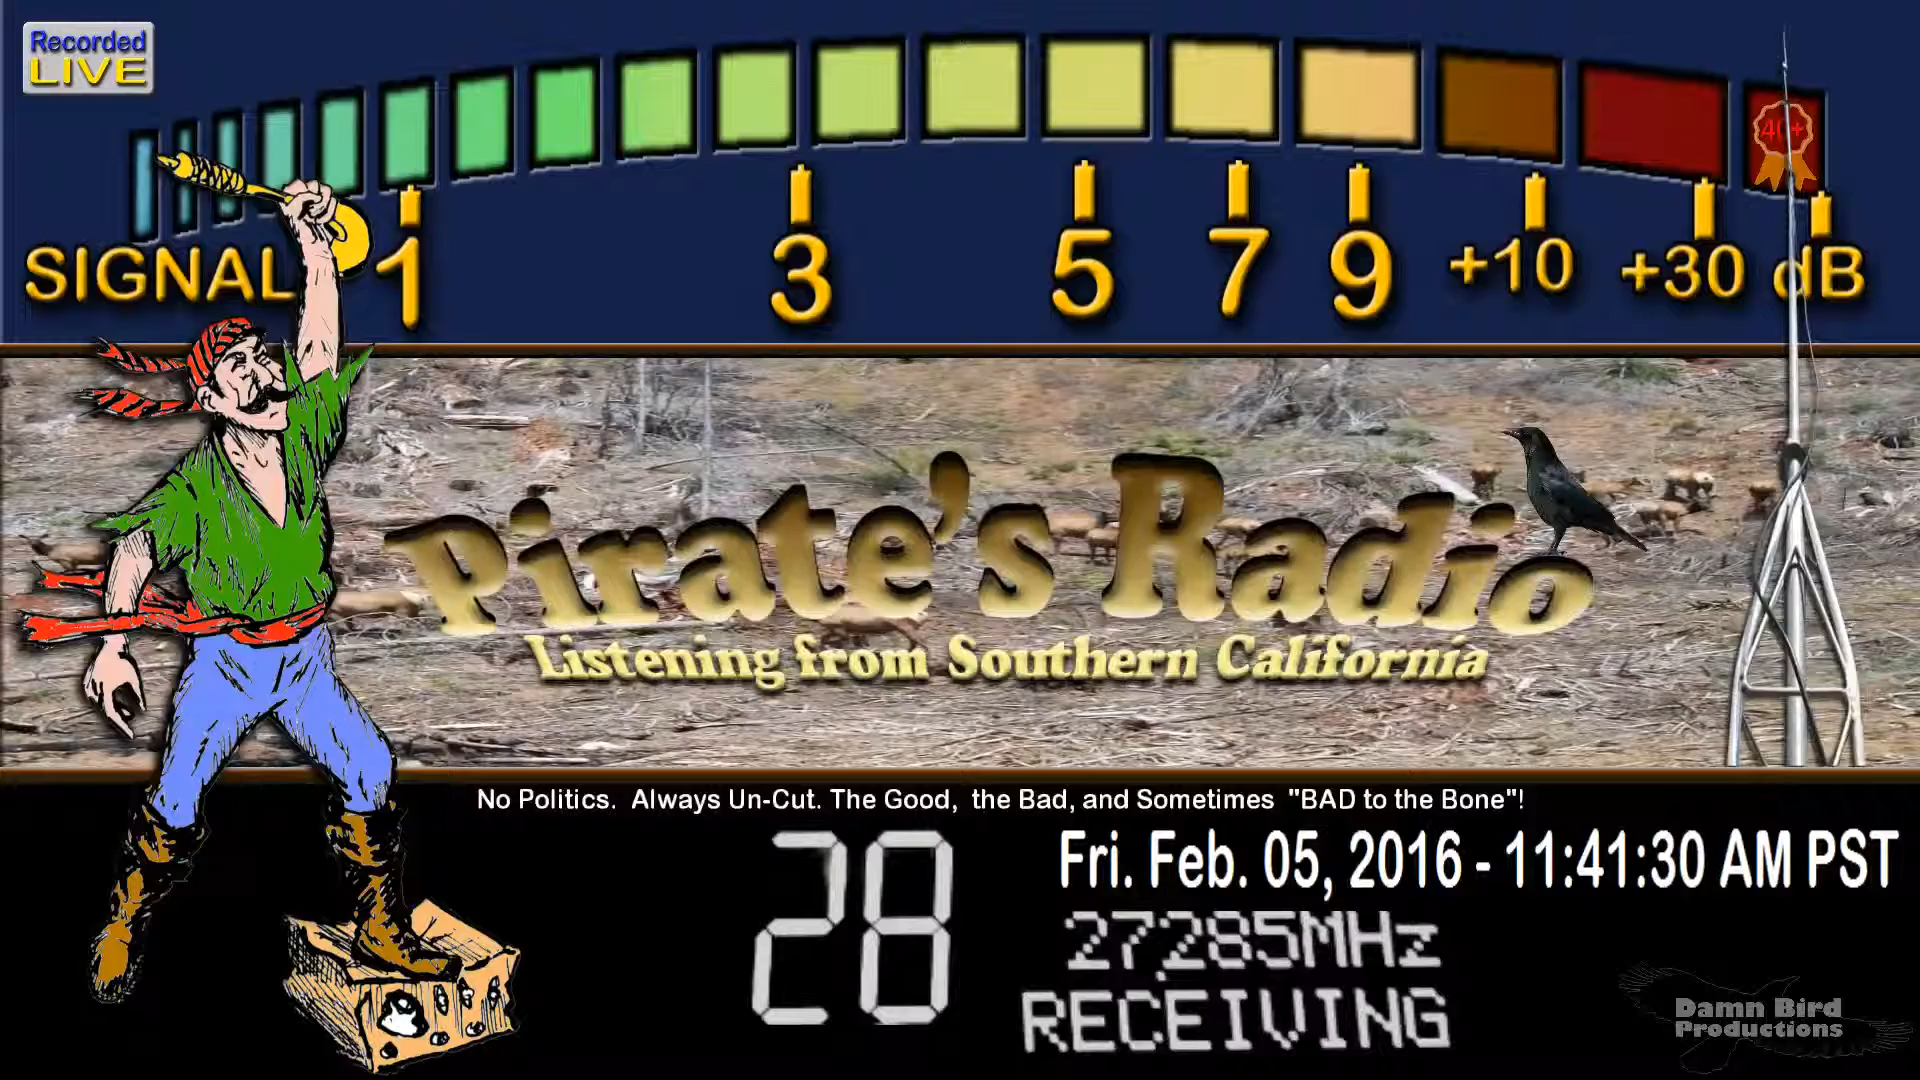 Recorded
LIVE
40+
SIGNAL 1 3 5 7 9 +10 +30 dB
Pirate's Radio
Listening from Southern California
No Politics. Always Un-Cut. The Good, the Bad, and Sometimes "BAD to the Bone"!
28
Fri. Feb. 05, 2016 - 11:41:30 AM PST
27.285MHz
RECEIVING
Damn Bird
Productions